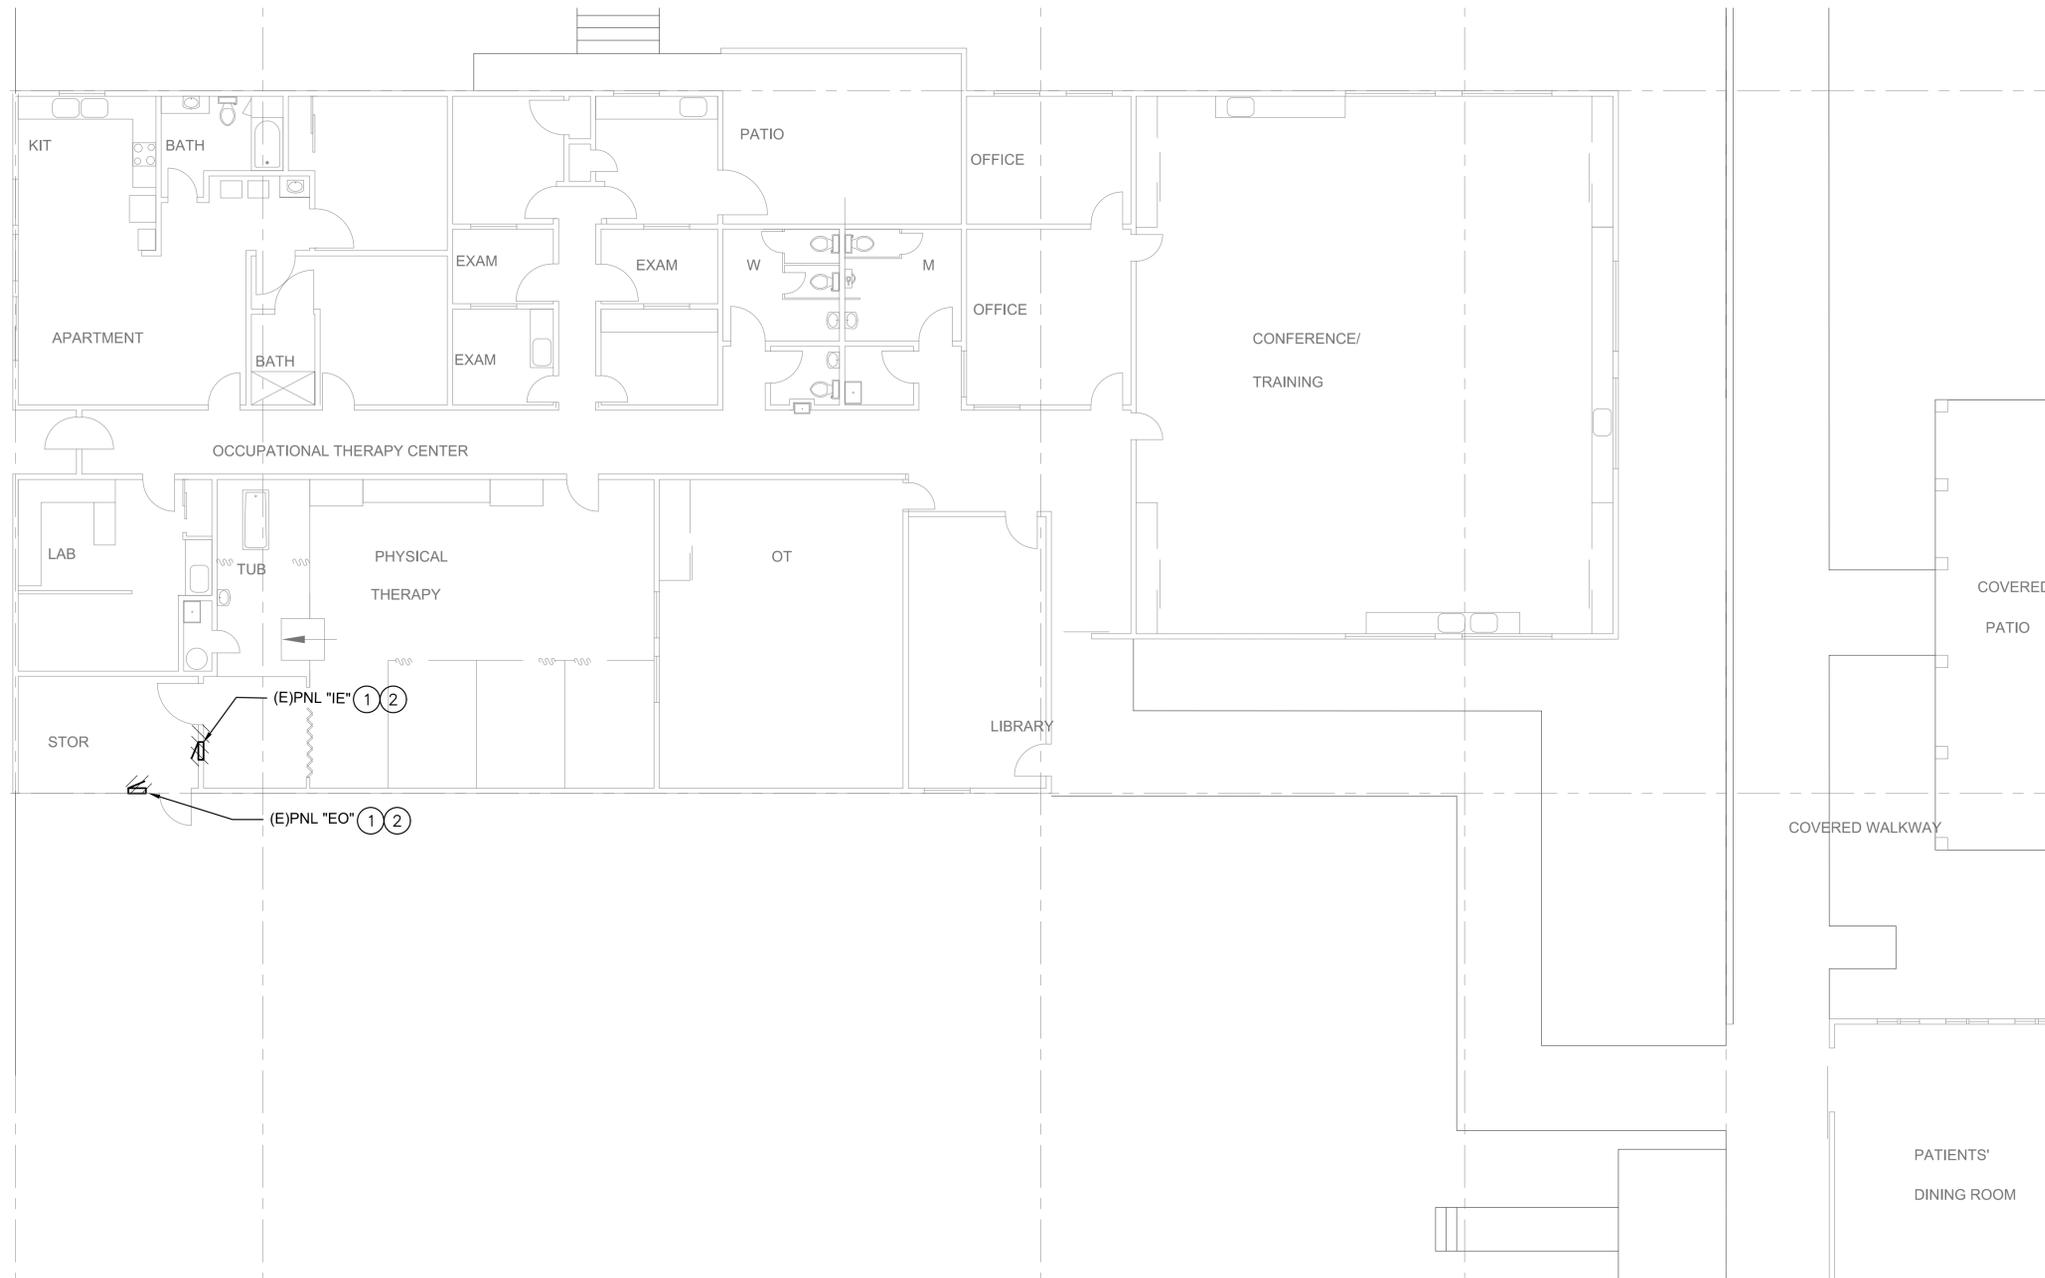 PATIO
KIT
BATH
OFFICE
EXAM
EXAM
W
M
OFFICE
APARTMENT
CONFERENCE/
TRAINING
BATH
EXAM
OCCUPATIONAL THERAPY CENTER
LAB
TUB
PHYSICAL
THERAPY
OT
COVERED
PATIO
(E)PNL "IE" 1 2
STOR
LIBRARY
(E)PNL "EO" 1 2
COVERED WALKWAY
PATIENTS'
DINING ROOM